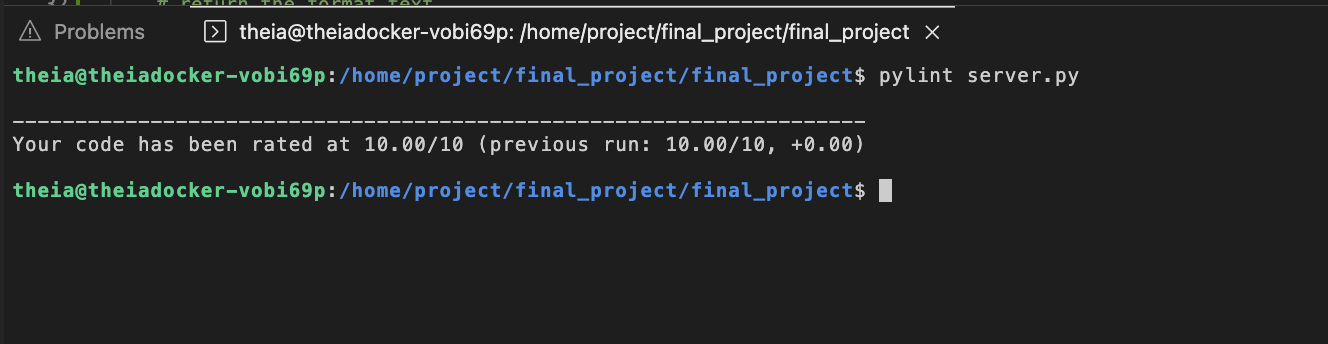 # return the format text
Problems
theia@theiadocker-vobi69p: /home/project/final_project/final_project
theia@theiadocker-vobi69p:/home/project/final_project/final_project$ pylint server.py
--------------------------------------------------------------------
Your code has been rated at 10.00/10 (previous run: 10.00/10, +0.00)
theia@theiadocker-vobi69p:/home/project/final_project/final_project$